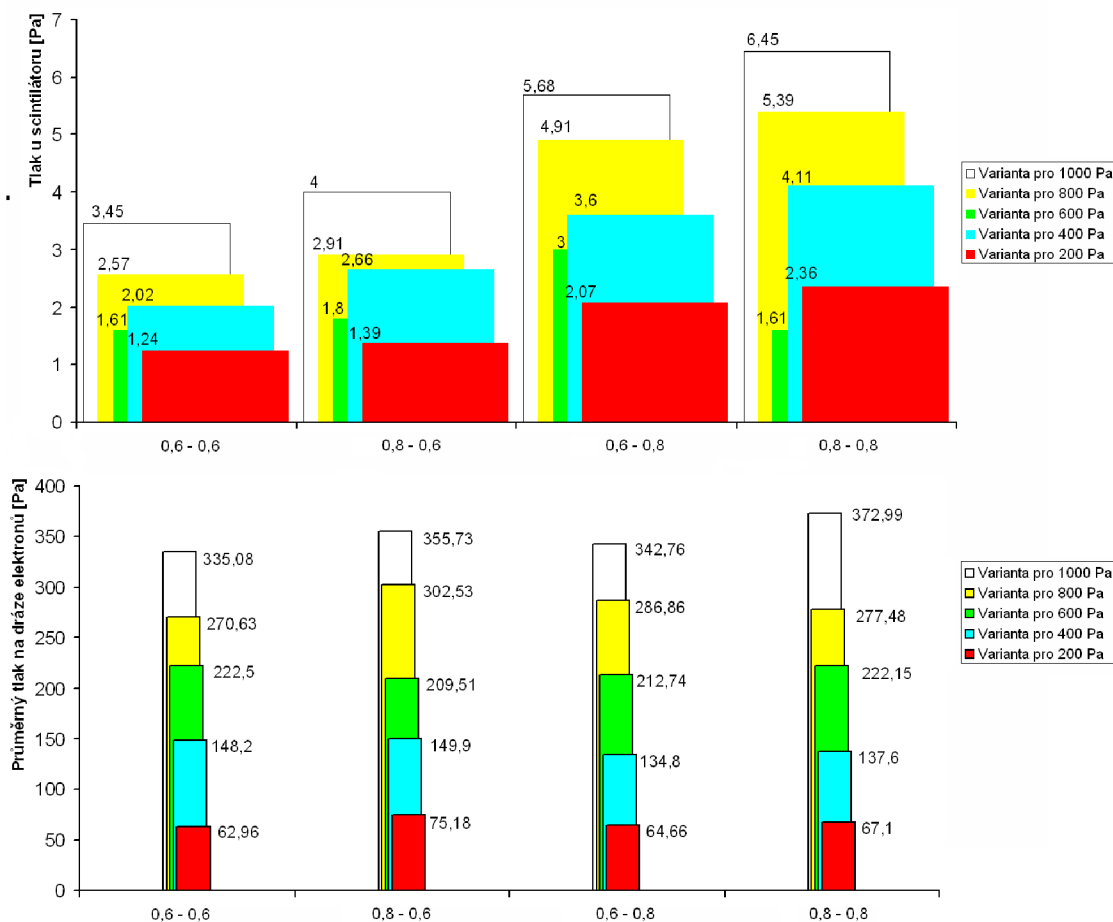 Tlak u scintilátoru [Pa]
7
6
5
4
3
2
1
0
3,45
2,57
1,61
2,02
1,24
4
2,91
1,8
2,66
1,39
5,68
4,91
3
3,6
2,07
6,45
5,39
1,61
4,11
2,36
0,6 - 0,6
0,8 - 0,6
0,6 - 0,8
0,8 - 0,8
Varianta pro 1000 Pa
Varianta pro 800 Pa
Varianta pro 600 Pa
Varianta pro 400 Pa
Varianta pro 200 Pa
Průměrný tlak na dráze elektronů [Pa]
400
350
300
250
200
150
100
50
0
335,08
270,63
222,5
148,2
62,96
355,73
302,53
209,51
149,9
75,18
342,76
286,86
212,74
134,8
64,66
372,99
277,48
222,15
137,6
67,1
0,6 - 0,6
0,8 - 0,6
0,6 - 0,8
0,8 - 0,8
Varianta pro 1000 Pa
Varianta pro 800 Pa
Varianta pro 600 Pa
Varianta pro 400 Pa
Varianta pro 200 Pa